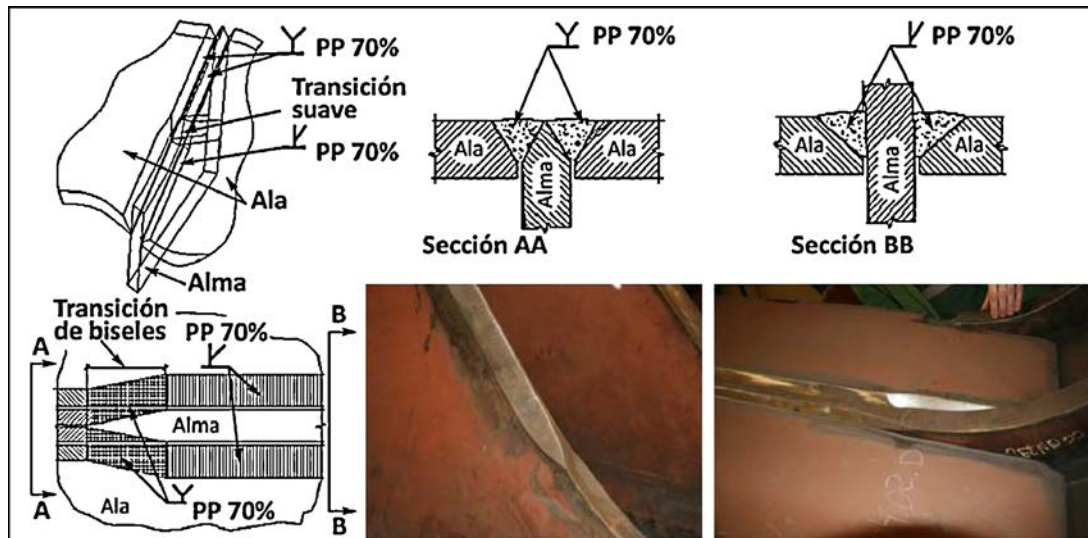 PP 70%
Transición
suave
PP 70%
Ala
Alma
PP 70%
Ala
Ala
Alma
Sección AA
PP 70%
Ala
Ala
Alma
Sección BB
Transición
de biseles
PP 70%
A
B
Alma
A
Ala
PP 70%
B